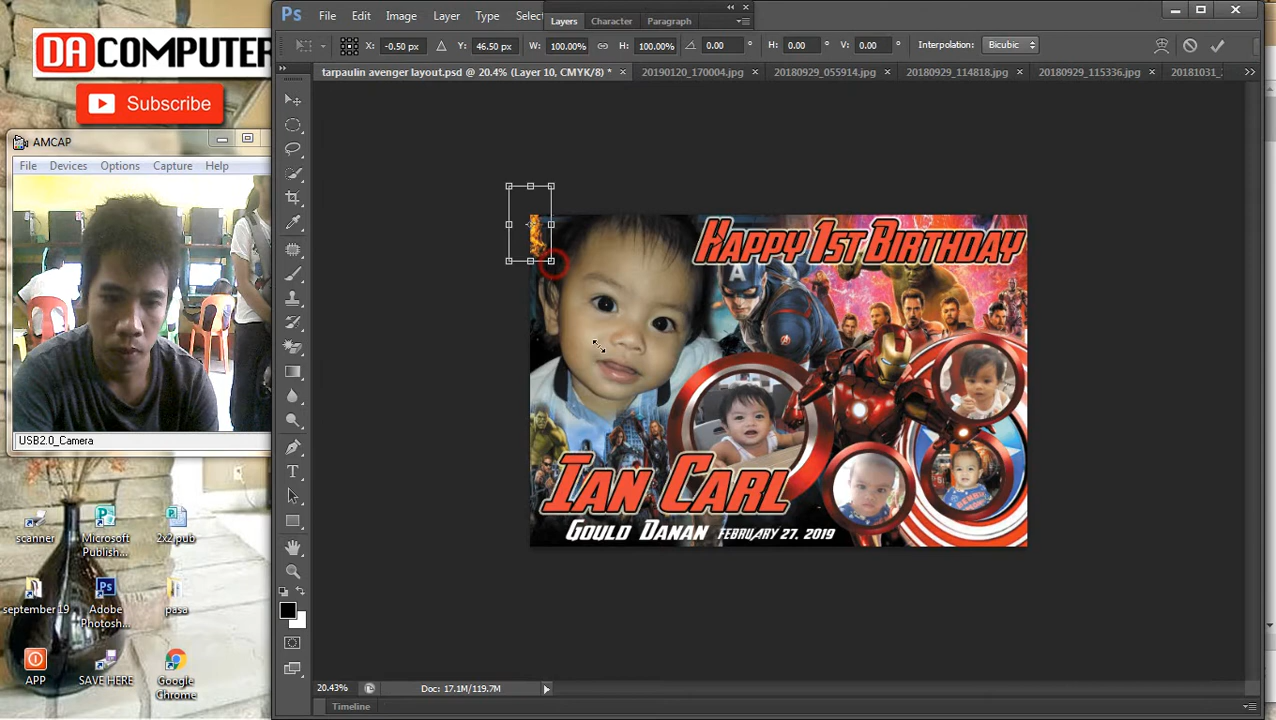 DA COMPUTER
Subscribe
AMCAP
File Devices Options Capture Help
USB2.0_Camera
scanner
Microsoft Publish...
2x2.pub
september 19
Adobe Photosh...
pasa
APP
SAVE HERE
Google Chrome
Ps File Edit Image Layer Type Selec
Layers Character Paragraph
X: -0.50 px Y: 46.50 px W: 100.00% H: 100.00% 0.00 ° H: 0.00 ° V: 0.00 ° Interpolation: Bicubic
tarpaulin avenger layout.psd @ 20.4% (Layer 10, CMYK/8) * × 20190120_170004.jpg × 20180929_055914.jpg × 20180929_114818.jpg × 20180929_115336.jpg × 20181031_
Happy 1st Birthday
A
Ian Carl
Gould Danan February 27, 2019
20.43% Doc: 17.1M/119.7M
Timeline